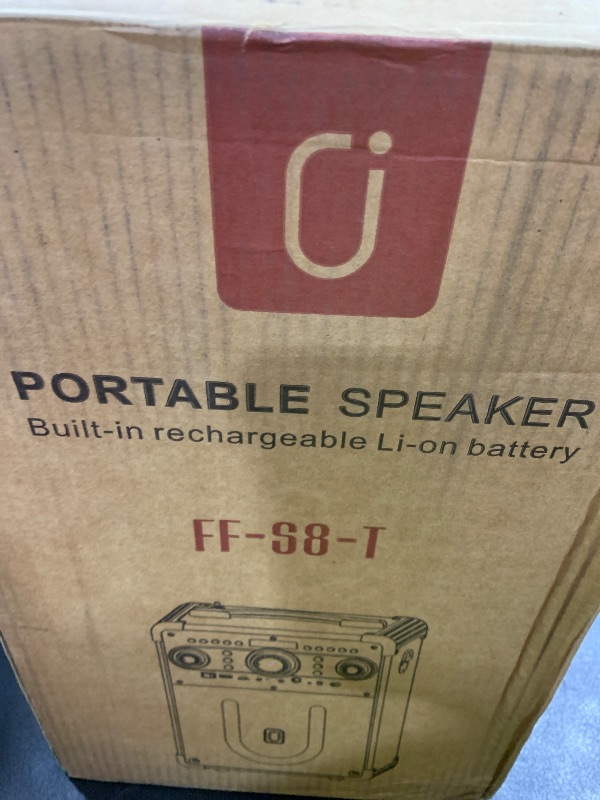 PORTABLE SPEAKER
Built-in rechargeable Li-on battery
FF-S8-T